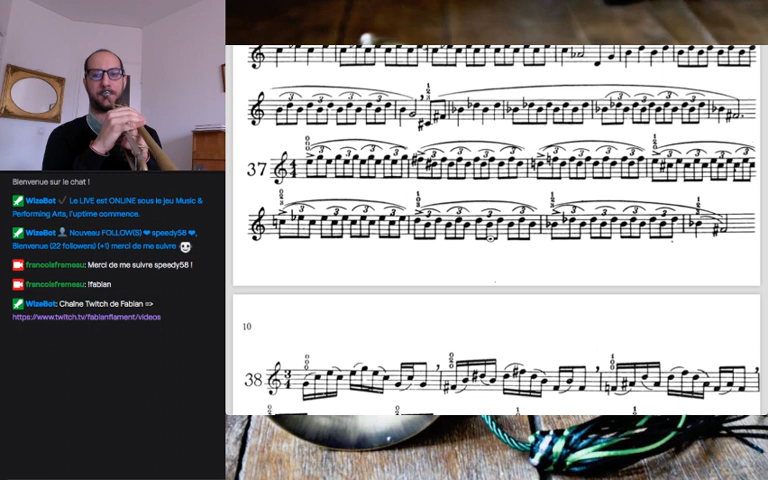 Bienvenue sur le chat !
WizeBot ✔ Le LIVE est ONLINE sous le jeu Music &
Performing Arts, l'uptime commence.
WizeBot Nouveau FOLLOW(S) ❤ speedy58 ❤,
Bienvenue (22 followers) (+1) merci de me suivre
francoisfremeau: Merci de me suivre speedy58 !
francoisfremeau: !fabian
WizeBot: Chaîne Twitch de Fabian =>
https://www.twitch.tv/fabianflament/videos
37
10
38